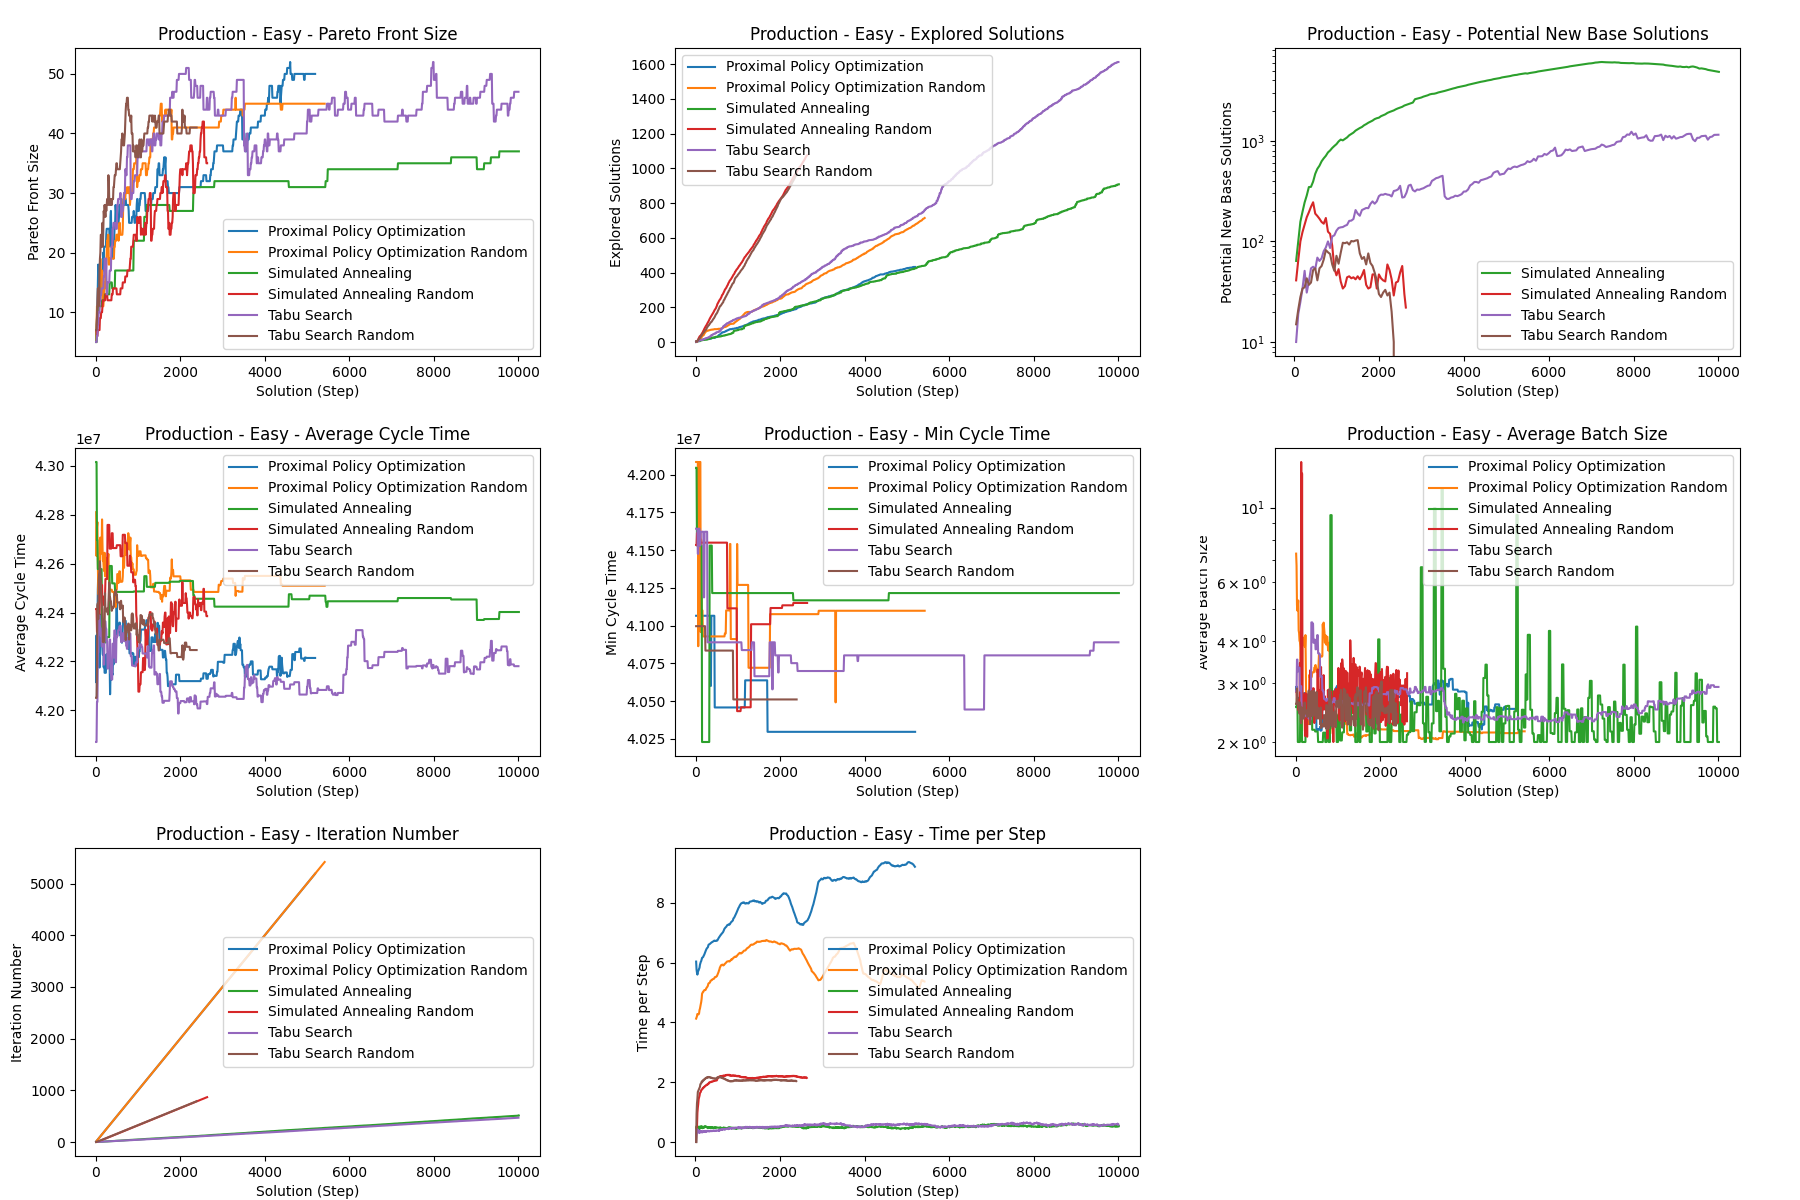 Production - Easy - Pareto Front Size
Pareto Front Size
50
40
30
20
10
Proximal Policy Optimization
Proximal Policy Optimization Random
Simulated Annealing
Simulated Annealing Random
Tabu Search
Tabu Search Random
0 2000 4000 6000 8000 10000
Solution (Step)
Production - Easy - Explored Solutions
Explored Solutions
1600
1400
1200
1000
800
600
400
200
0
Proximal Policy Optimization
Proximal Policy Optimization Random
Simulated Annealing
Simulated Annealing Random
Tabu Search
Tabu Search Random
0 2000 4000 6000 8000 10000
Solution (Step)
Production - Easy - Potential New Base Solutions
Potential New Base Solutions
10³
10²
10¹
Simulated Annealing
Simulated Annealing Random
Tabu Search
Tabu Search Random
0 2000 4000 6000 8000 10000
Solution (Step)
Production - Easy - Average Cycle Time
1e7
Average Cycle Time
4.30
4.28
4.26
4.24
4.22
4.20
Proximal Policy Optimization
Proximal Policy Optimization Random
Simulated Annealing
Simulated Annealing Random
Tabu Search
Tabu Search Random
0 2000 4000 6000 8000 10000
Solution (Step)
Production - Easy - Min Cycle Time
1e7
Min Cycle Time
4.200
4.175
4.150
4.125
4.100
4.075
4.050
4.025
Proximal Policy Optimization
Proximal Policy Optimization Random
Simulated Annealing
Simulated Annealing Random
Tabu Search
Tabu Search Random
0 2000 4000 6000 8000 10000
Solution (Step)
Production - Easy - Average Batch Size
Average Batch Size
10¹
6 × 10⁰
4 × 10⁰
3 × 10⁰
2 × 10⁰
Proximal Policy Optimization
Proximal Policy Optimization Random
Simulated Annealing
Simulated Annealing Random
Tabu Search
Tabu Search Random
0 2000 4000 6000 8000 10000
Solution (Step)
Production - Easy - Iteration Number
Iteration Number
5000
4000
3000
2000
1000
0
Proximal Policy Optimization
Proximal Policy Optimization Random
Simulated Annealing
Simulated Annealing Random
Tabu Search
Tabu Search Random
0 2000 4000 6000 8000 10000
Solution (Step)
Production - Easy - Time per Step
Time per Step
8
6
4
2
0
Proximal Policy Optimization
Proximal Policy Optimization Random
Simulated Annealing
Simulated Annealing Random
Tabu Search
Tabu Search Random
0 2000 4000 6000 8000 10000
Solution (Step)